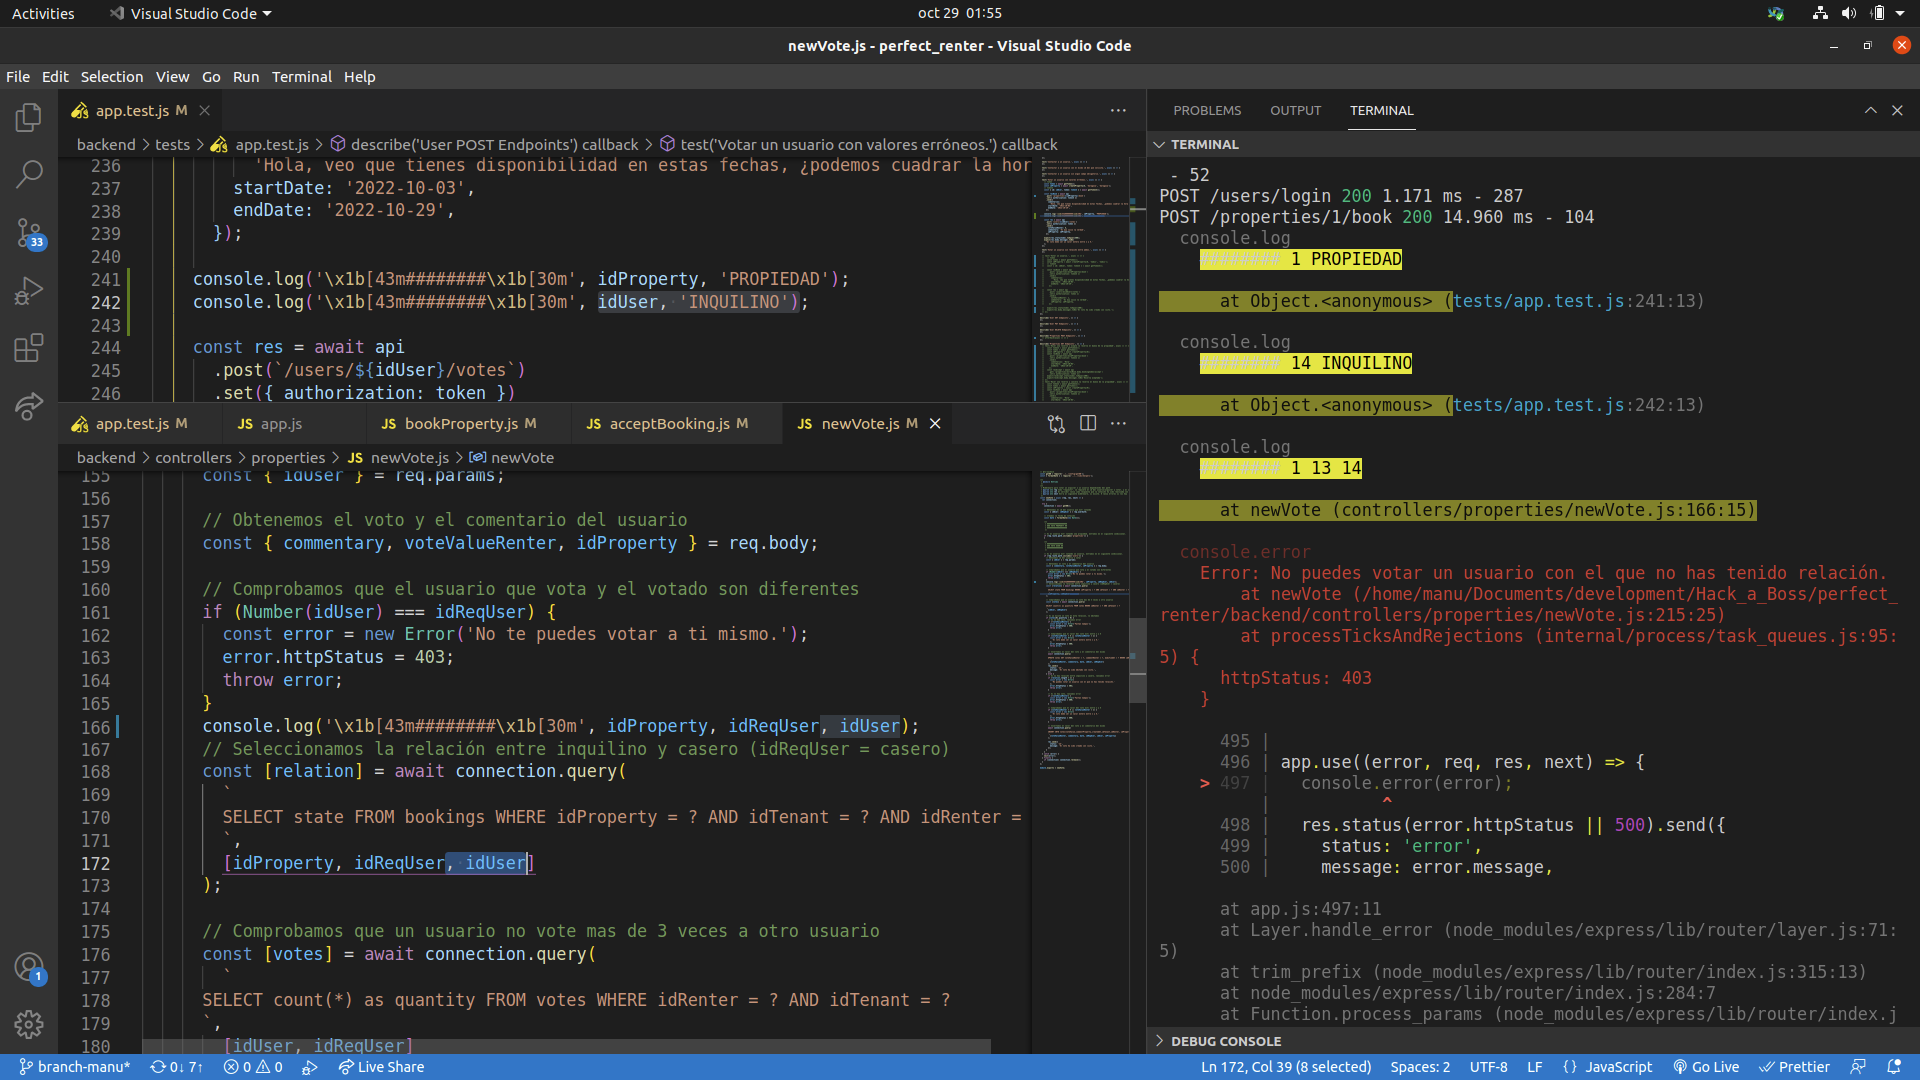 Activities
Visual Studio Code
oct 29 01:55
newVote.js - perfect_renter - Visual Studio Code
File Edit Selection View Go Run Terminal Help
app.test.js M
backend > tests > app.test.js > describe('User POST Endpoints') callback > test('Votar un usuario con valores erróneos.') callback
236 'Hola, veo que tienes disponibilidad en estas fechas, ¿podemos cuadrar la hor
237 startDate: '2022-10-03',
238 endDate: '2022-10-29',
239 });
240
241 console.log('\x1b[43m########\x1b[30m', idProperty, 'PROPIEDAD');
242 console.log('\x1b[43m########\x1b[30m', idUser, 'INQUILINO');
243
244 const res = await api
245 .post(`/users/${idUser}/votes`)
246 .set({ authorization: token })
app.test.js M
JS app.js
JS bookProperty.js M
JS acceptBooking.js M
JS newVote.js M
backend > controllers > properties > JS newVote.js > newVote
155 const { idUser } = req.params;
156
157 // Obtenemos el voto y el comentario del usuario
158 const { commentary, voteValueRenter, idProperty } = req.body;
159
160 // Comprobamos que el usuario que vota y el votado son diferentes
161 if (Number(idUser) === idReqUser) {
162 const error = new Error('No te puedes votar a ti mismo.');
163 error.httpStatus = 403;
164 throw error;
165 }
166 console.log('\x1b[43m########\x1b[30m', idProperty, idReqUser, idUser);
167 // Seleccionamos la relación entre inquilino y casero (idReqUser = casero)
168 const [relation] = await connection.query(
169 `
170 SELECT state FROM bookings WHERE idProperty = ? AND idTenant = ? AND idRenter =
171 `,
172 [idProperty, idReqUser, idUser]
173 );
174
175 // Comprobamos que un usuario no vote mas de 3 veces a otro usuario
176 const [votes] = await connection.query(
177 `
178 SELECT count(*) as quantity FROM votes WHERE idRenter = ? AND idTenant = ?
179 `,
180 [idUser, idReqUser]
PROBLEMS OUTPUT TERMINAL
TERMINAL
- 52
POST /users/login 200 1.171 ms - 287
POST /properties/1/book 200 14.960 ms - 104
console.log
######## 1 PROPIEDAD
at Object.<anonymous> (tests/app.test.js:241:13)
console.log
######## 14 INQUILINO
at Object.<anonymous> (tests/app.test.js:242:13)
console.log
######## 1 13 14
at newVote (controllers/properties/newVote.js:166:15)
console.error
Error: No puedes votar un usuario con el que no has tenido relación.
at newVote (/home/manu/Documents/development/Hack_a_Boss/perfect_
renter/backend/controllers/properties/newVote.js:215:25)
at processTicksAndRejections (internal/process/task_queues.js:95:
5) {
httpStatus: 403
}
495 |
496 | app.use((error, req, res, next) => {
> 497 | console.error(error);
| ^
498 | res.status(error.httpStatus || 500).send({
499 | status: 'error',
500 | message: error.message,
at app.js:497:11
at Layer.handle_error (node_modules/express/lib/router/layer.js:71:
5)
at trim_prefix (node_modules/express/lib/router/index.js:315:13)
at node_modules/express/lib/router/index.js:284:7
at Function.process_params (node_modules/express/lib/router/index.j
DEBUG CONSOLE
33
1
branch-manu* 0↓ 7↑ 0 0 Live Share
Ln 172, Col 39 (8 selected) Spaces: 2 UTF-8 LF {} JavaScript Go Live Prettier